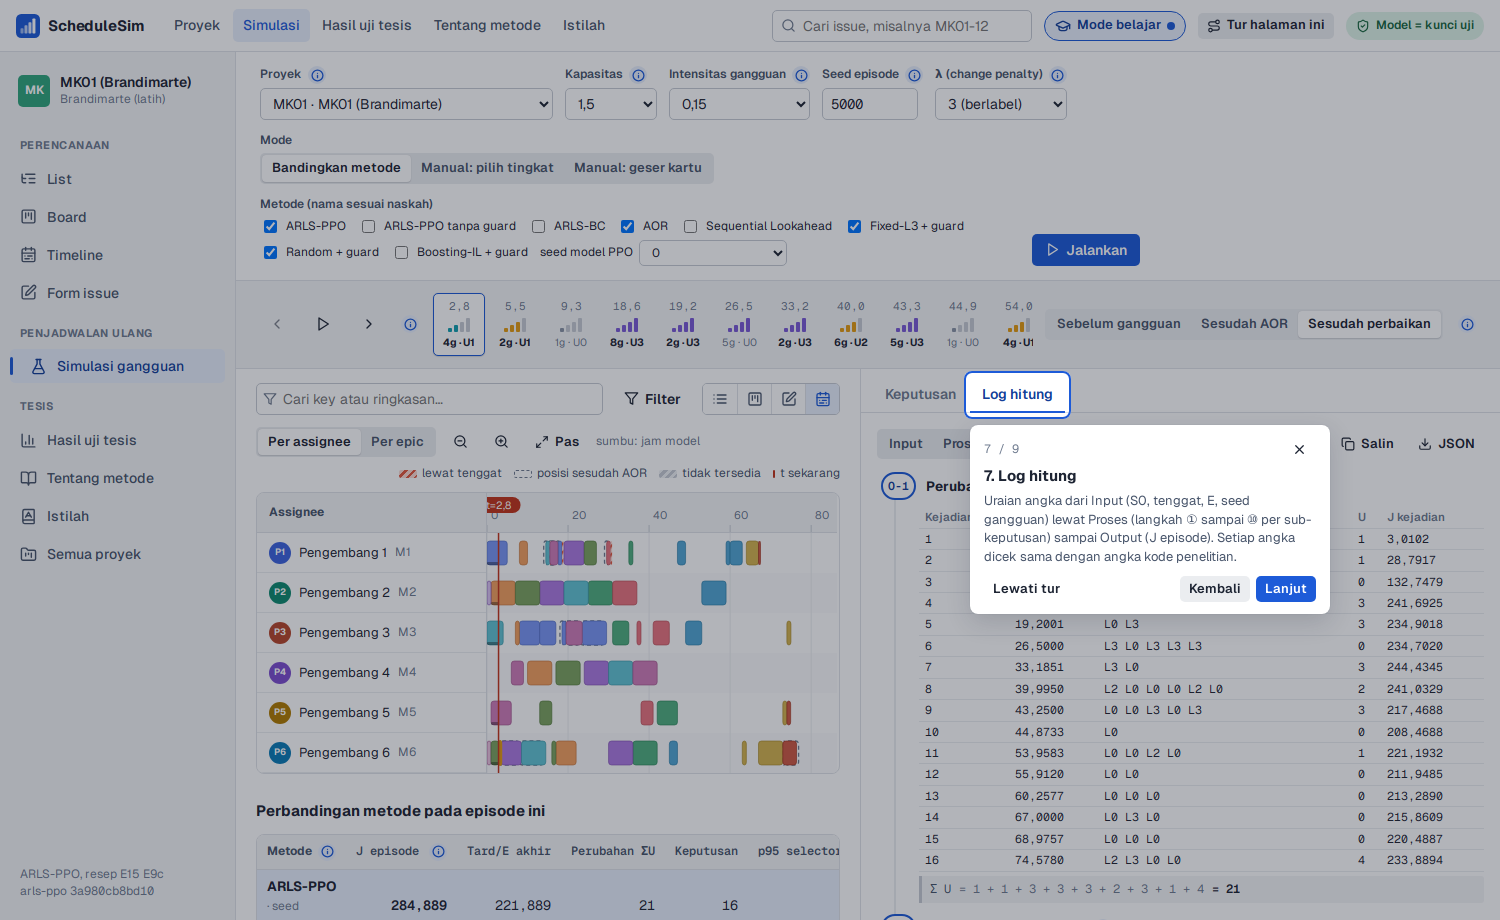 ScheduleSim
Proyek
Simulasi
Hasil uji tesis
Tentang metode
Istilah
Cari issue, misalnya MK01-12
Mode belajar
Tur halaman ini
Model = kunci uji
MK
MK01 (Brandimarte)
Brandimarte (latih)
PERENCANAAN
List
Board
Timeline
Form issue
PENJADWALAN ULANG
Simulasi gangguan
TESIS
Hasil uji tesis
Tentang metode
Istilah
Semua proyek
ARLS-PPO, resep E15 E9c
arls-ppo 3a980cb8bd10
Proyek
Kapasitas
Intensitas gangguan
Seed episode
λ (change penalty)
MK01 · MK01 (Brandimarte)
1,5
0,15
5000
3 (berlabel)
Mode
Bandingkan metode
Manual: pilih tingkat
Manual: geser kartu
Metode (nama sesuai naskah)
ARLS-PPO
ARLS-PPO tanpa guard
ARLS-BC
AOR
Sequential Lookahead
Fixed-L3 + guard
Random + guard
Boosting-IL + guard
seed model PPO
0
Jalankan
2,8 5,5 9,3 18,6 19,2 26,5 33,2 40,0 43,3 44,9 54,0
4g·U1 2g·U1 1g·U0 8g·U3 2g·U3 5g·U0 2g·U3 6g·U2 5g·U3 1g·U0 4g·U1
Sebelum gangguan
Sesudah AOR
Sesudah perbaikan
Cari key atau ringkasan...
Filter
Per assignee
Per epic
Pas
sumbu: jam model
lewat tenggat
posisi sesudah AOR
tidak tersedia
t sekarang
Assignee
t=2,8
0 20 40 60 80
P1 Pengembang 1 M1
P2 Pengembang 2 M2
P3 Pengembang 3 M3
P4 Pengembang 4 M4
P5 Pengembang 5 M5
P6 Pengembang 6 M6
Perbandingan metode pada episode ini
Metode
J episode
Tard/E akhir
Perubahan ΣU
Keputusan
p95 selector
ARLS-PPO
· seed
284,889 221,889 21 16
Keputusan
Log hitung
Input
Pros
Salin
JSON
7 / 9
7. Log hitung
Uraian angka dari Input (S0, tenggat, E, seed
gangguan) lewat Proses (langkah ① sampai ⑩ per sub-
keputusan) sampai Output (J episode). Setiap angka
dicek sama dengan angka kode penelitian.
Lewati tur
Kembali
Lanjut
0-1
Peruba
Kejadian
U J kejadian
1 1 3,0102
2 1 28,7917
3 0 132,7479
4 3 241,6925
5 19,2001 L0 L3 3 234,9018
6 26,5000 L3 L0 L3 L3 L3 0 234,7020
7 33,1851 L3 L0 3 244,4345
8 39,9950 L2 L0 L0 L0 L2 L0 2 241,0329
9 43,2500 L0 L0 L3 L0 L3 3 217,4688
10 44,8733 L0 0 208,4688
11 53,9583 L0 L0 L2 L0 1 221,1932
12 55,9120 L0 L0 0 211,9485
13 60,2577 L0 L0 L0 0 213,2890
14 67,0000 L0 L3 L0 0 215,8609
15 68,9757 L0 L0 L0 0 220,4887
16 74,5780 L2 L3 L0 L0 4 233,8894
Σ U = 1 + 1 + 3 + 3 + 3 + 2 + 3 + 1 + 4 = 21